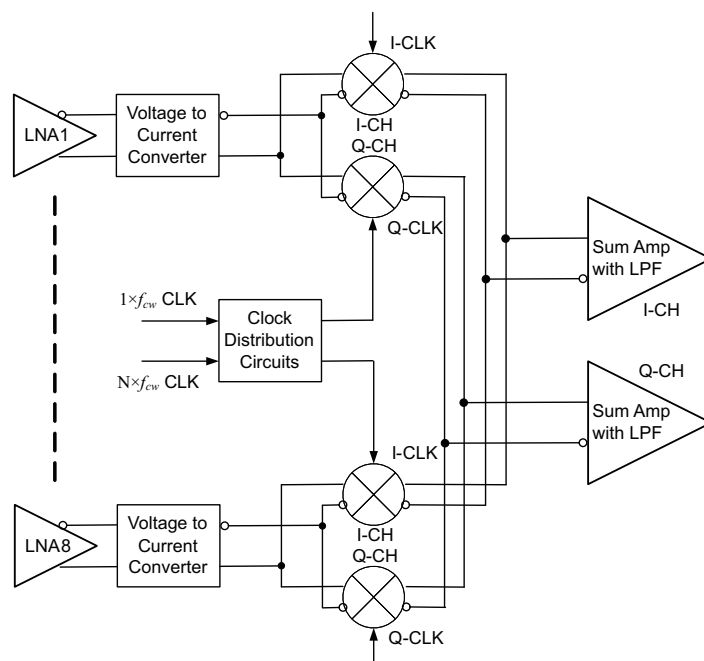 I-CLK
LNA1
Voltage to
Current
Converter
I-CH
Q-CH
Q-CLK
Sum Amp
with LPF
I-CH
1×fcw CLK
N×fcw CLK
Clock
Distribution
Circuits
Q-CH
Sum Amp
with LPF
I-CLK
LNA8
Voltage to
Current
Converter
I-CH
Q-CH
Q-CLK